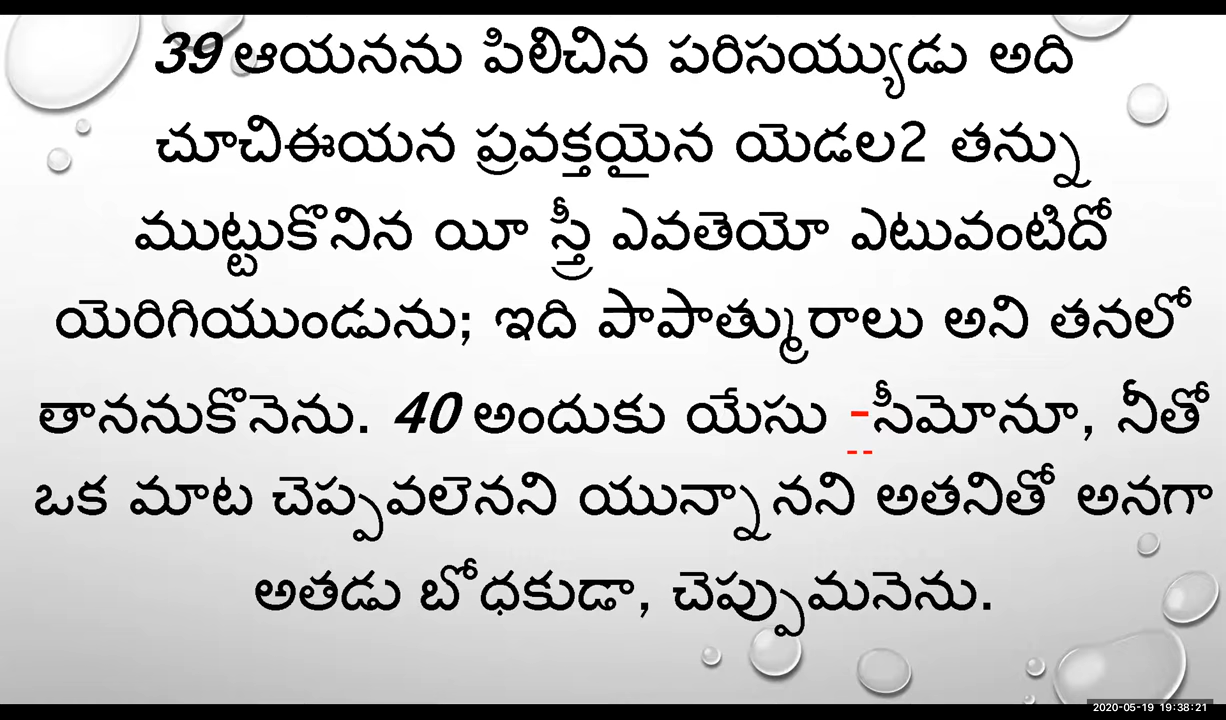 39 ఆయనను పిలిచిన పరిసయ్యుడు అది
చూచిఈయన ప్రవక్తయైన యెడల2 తన్ను
ముట్టుకొనిన యీ స్త్రీ ఎవతెయో ఎటువంటిదో
యెరిగియుండును; ఇది పాపాత్మురాలు అని తనలో
తాననుకొనెను. 40 అందుకు యేసు -సీమోనూ, నీతో
ఒక మాట చెప్పవలెనని యున్నానని అతనితో అనగా
అతడు బోధకుడా, చెప్పుమనెను.
2020-05-19 19:38:21